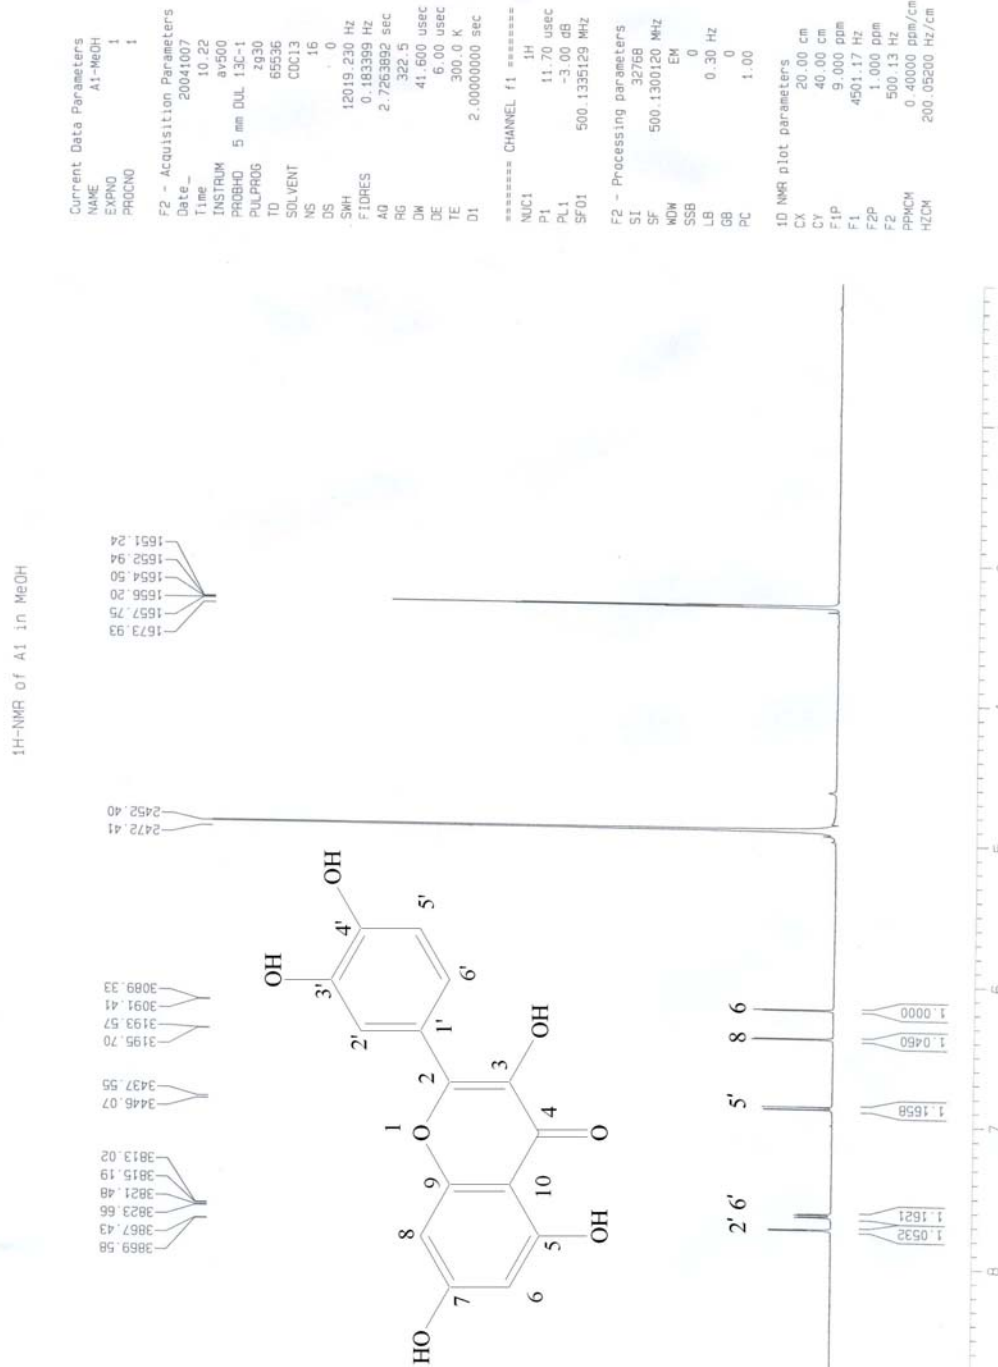 1H-NMR of A1 in MeOH
3869.58
3867.43
3823.66
3821.48
3815.19
3813.02
3446.07
3437.55
3195.70
3193.57
3091.41
3089.33
2472.41
2452.40
1673.93
1657.75
1656.20
1654.50
1652.94
1651.24
Current Data Parameters
NAME A1-MeOH
EXPNO 1
PROCNO 1
F2 - Acquisition Parameters
Date_ 20041007
Time 10.22
INSTRUM av500
PROBHD 5 mm DUL 13C-1
PULPROG zg30
TD 65536
SOLVENT CDCl3
NS 16
DS 0
SWH 12019.230 Hz
FIDRES 0.183399 Hz
AQ 2.7263892 sec
RG 322.5
DW 41.600 usec
DE 6.00 usec
TE 300.0 K
D1 2.00000000 sec
======== CHANNEL f1 ========
NUC1 1H
P1 11.70 usec
PL1 -3.00 dB
SFO1 500.1335129 MHz
F2 - Processing parameters
SI 32768
SF 500.1300120 MHz
WDW EM
SSB 0
LB 0.30 Hz
GB 0
PC 1.00
1D NMR plot parameters
CX 20.00 cm
CY 40.00 cm
F1P 9.000 ppm
F1 4501.17 Hz
F2P 1.000 ppm
F2 500.13 Hz
PPMCM 0.40000 ppm/cm
HZCM 200.05200 Hz/cm
OH
OH
3'
4'
5'
2'
6'
1'
1
O
2
3
OH
4
O
9
10
8
7
HO
6
5
OH
2' 6'
5'
8
6
1.0532
1.1621
1.1658
1.0460
1.0000
8
7
6
5